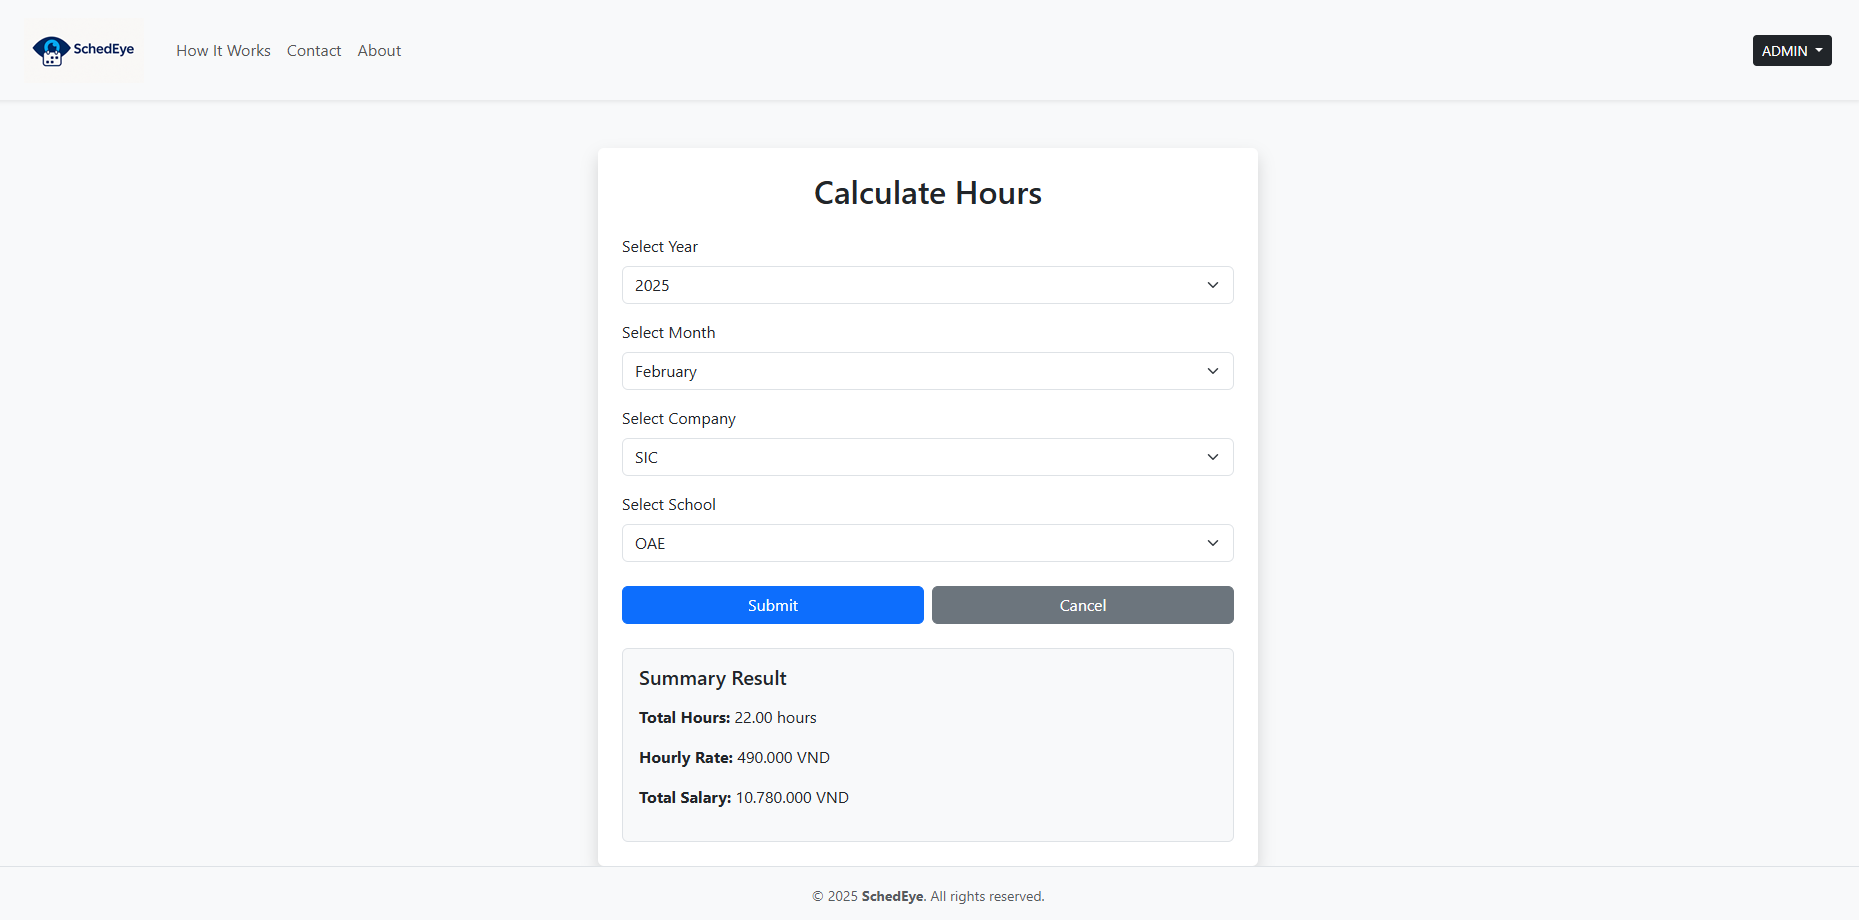 SchedEye
How It Works Contact About
ADMIN
Calculate Hours
Select Year
2025
Select Month
February
Select Company
SIC
Select School
OAE
Submit Cancel
Summary Result
Total Hours: 22.00 hours
Hourly Rate: 490.000 VND
Total Salary: 10.780.000 VND
© 2025 SchedEye. All rights reserved.